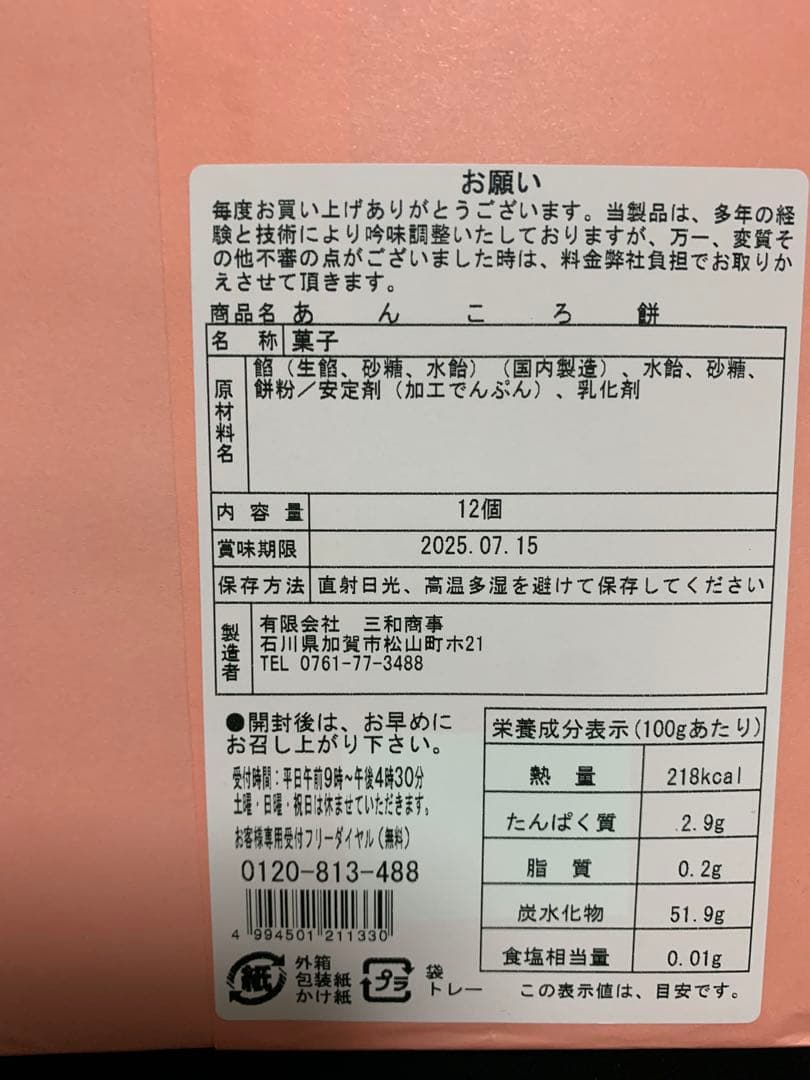 お願い
毎度お買い上げありがとうございます。当製品は、多年の経
験と技術により吟味調整いたしておりますが、万一、変質そ
の他不審の点がございました時は、料金弊社負担でお取りか
えさせて頂きます。
商品名 あんころ餅
名称 菓子
原材料名
餡（生餡、砂糖、水飴）（国内製造）、水飴、砂糖、
餅粉／安定剤（加工でんぷん）、乳化剤
内容量 12個
賞味期限 2025.07.15
保存方法 直射日光、高温多湿を避けて保存してください
製造者
有限会社 三和商事
石川県加賀市松山町ホ21
TEL 0761-77-3488
●開封後は、お早めに
お召し上がり下さい。
受付時間：平日午前9時～午後4時30分
土曜・日曜・祝日は休ませていただきます。
お客様専用受付フリーダイヤル（無料）
0120-813-488
4 994501 211330
紙
外箱
包装紙
かけ紙
プラ
袋
トレー
栄養成分表示(100gあたり)
熱量 218kcal
たんぱく質 2.9g
脂質 0.2g
炭水化物 51.9g
食塩相当量 0.01g
この表示値は、目安です。